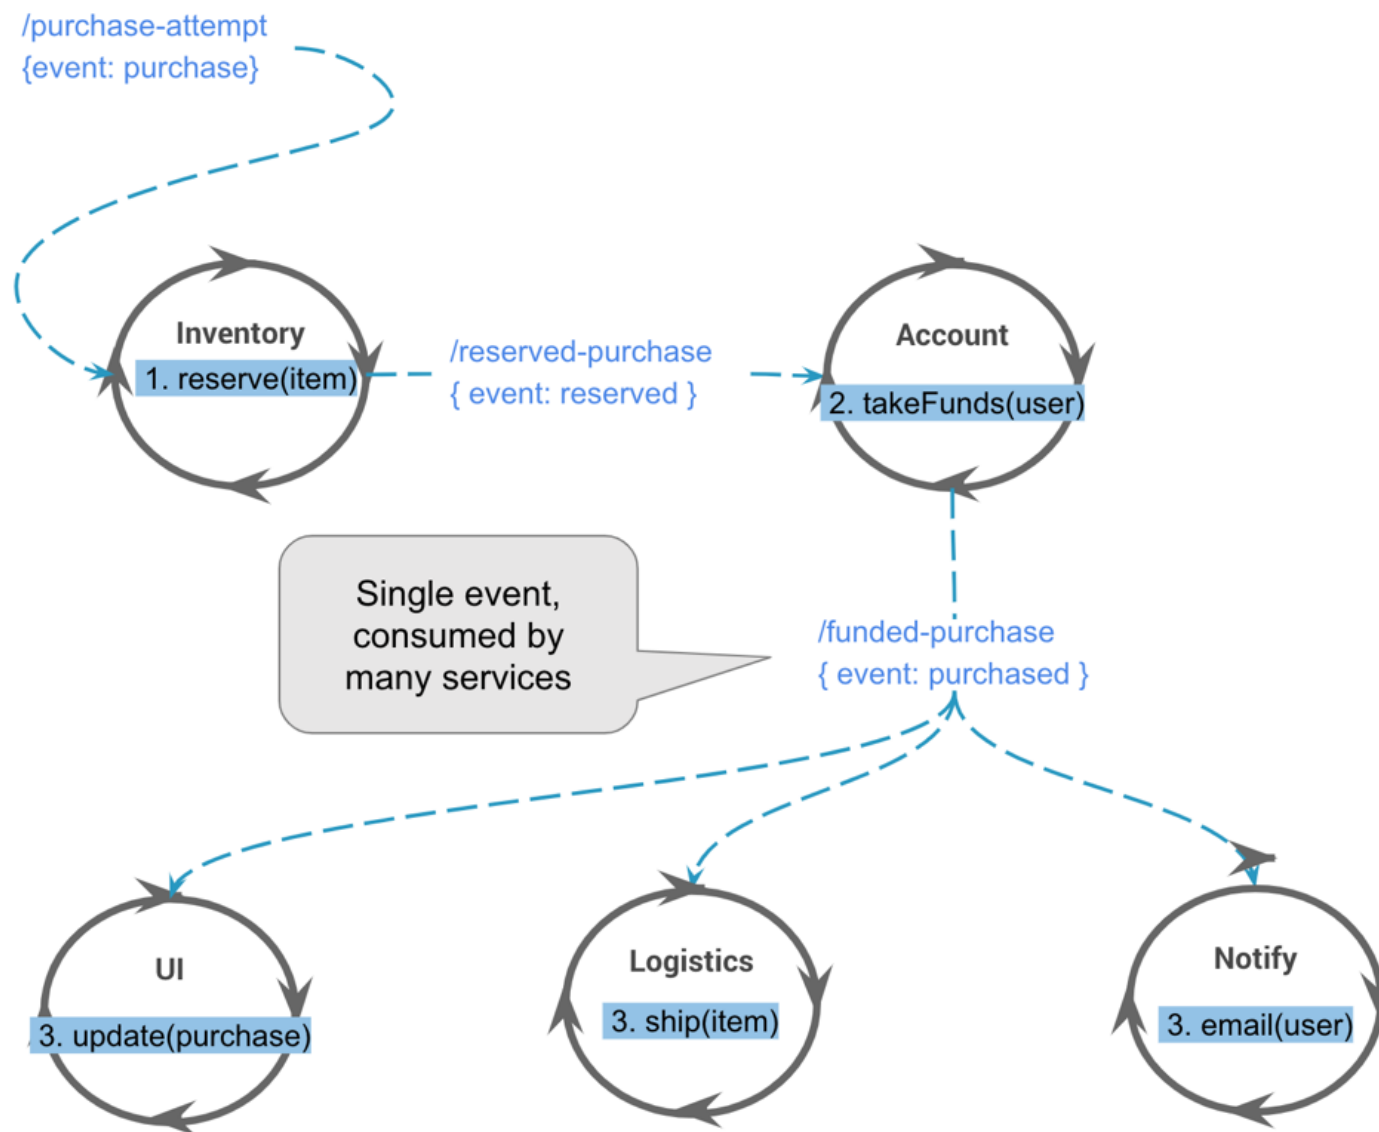 /purchase-attempt
{event: purchase}
Inventory
1. reserve(item)
/reserved-purchase
{ event: reserved }
Account
2. takeFunds(user)
Single event,
consumed by
many services
/funded-purchase
{ event: purchased }
UI
3. update(purchase)
Logistics
3. ship(item)
Notify
3. email(user)